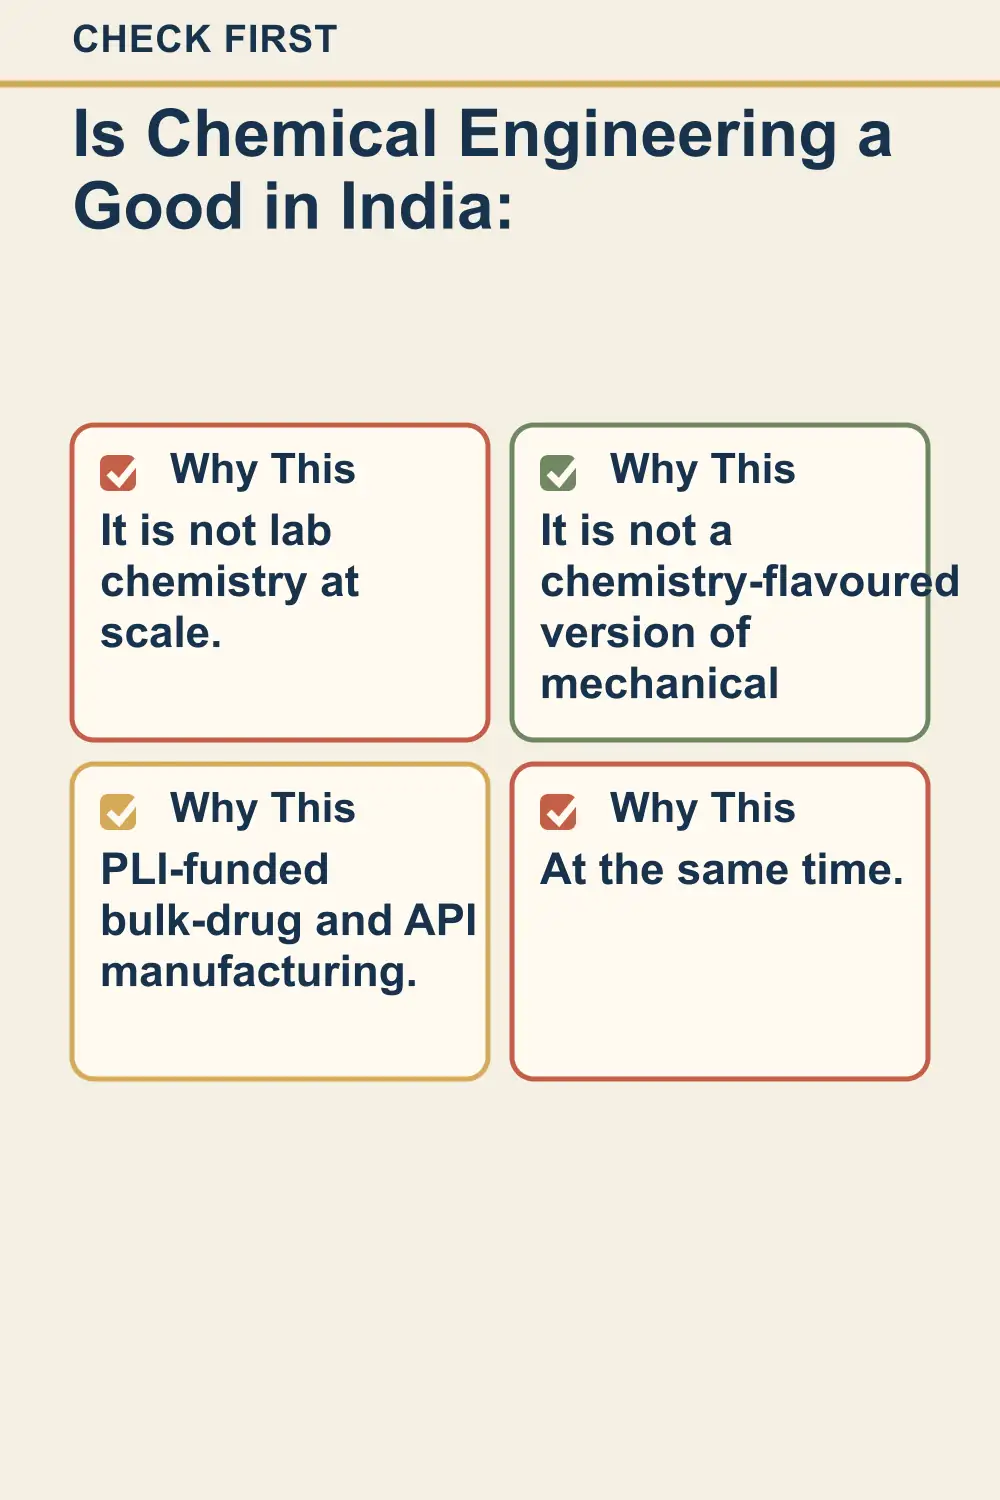 CHECK FIRST
Is Chemical Engineering a
Good in India:
Why This
It is not lab
chemistry at
scale.
Why This
It is not a
chemistry-flavoured
version of
mechanical
Why This
PLI-funded
bulk-drug and API
manufacturing.
Why This
At the same time.